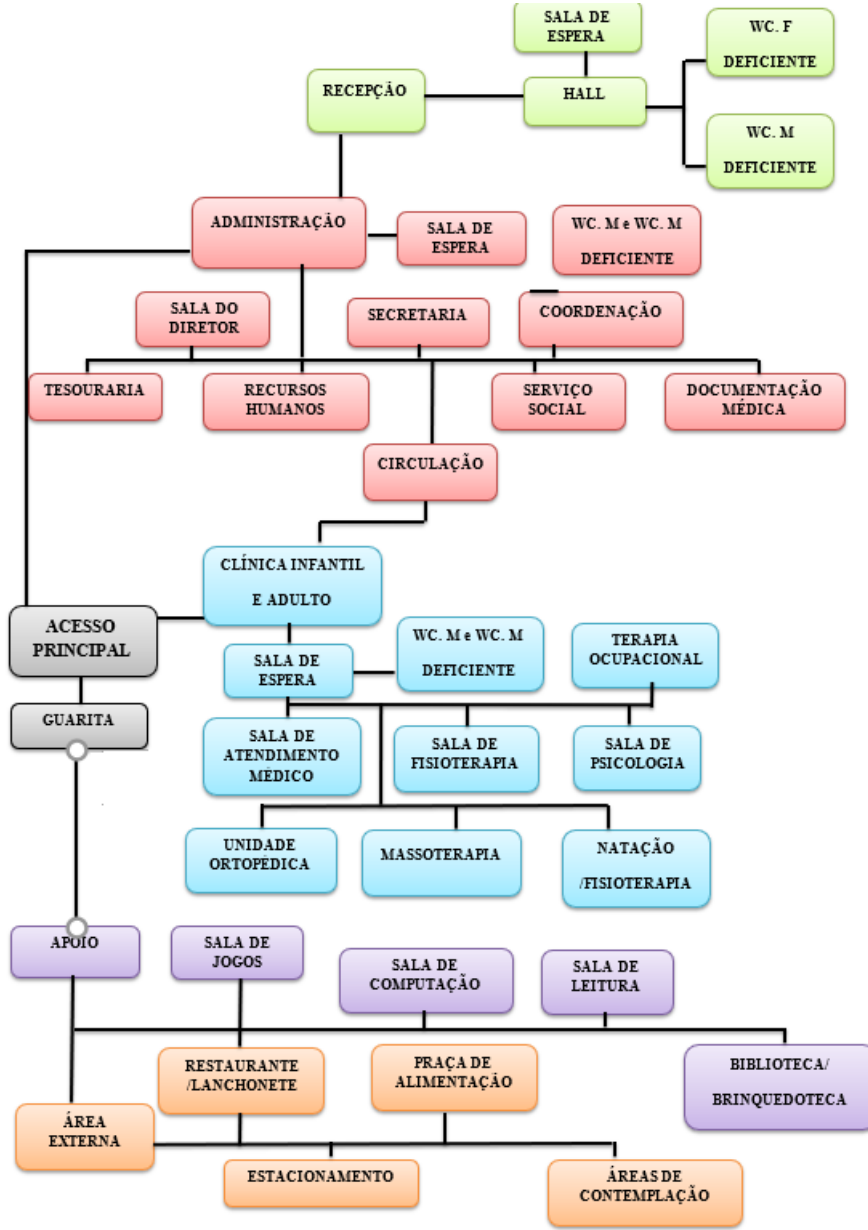 SALA DE
ESPERA
WC. F
DEFICIENTE
RECEPÇÃO
HALL
WC. M
DEFICIENTE
ADMINISTRAÇÃO
SALA DE
ESPERA
WC. M e WC. M
DEFICIENTE
SALA DO
DIRETOR
SECRETARIA
COORDENAÇÃO
TESOURARIA
RECURSOS
HUMANOS
SERVIÇO
SOCIAL
DOCUMENTAÇÃO
MÉDICA
CIRCULAÇÃO
CLÍNICA INFANTIL
E ADULTO
ACESSO
PRINCIPAL
SALA DE
ESPERA
WC. M e WC. M
DEFICIENTE
TERAPIA
OCUPACIONAL
GUARITA
SALA DE
ATENDIMENTO
MÉDICO
SALA DE
FISIOTERAPIA
SALA DE
PSICOLOGIA
UNIDADE
ORTOPÉDICA
MASSOTERAPIA
NATAÇÃO
/FISIOTERAPIA
APOIO
SALA DE
JOGOS
SALA DE
COMPUTAÇÃO
SALA DE
LEITURA
RESTAURANTE
/LANCHONETE
PRAÇA DE
ALIMENTAÇÃO
BIBLIOTECA/
BRINQUEDOTECA
ÁREA
EXTERNA
ESTACIONAMENTO
ÁREAS DE
CONTEMPLAÇÃO